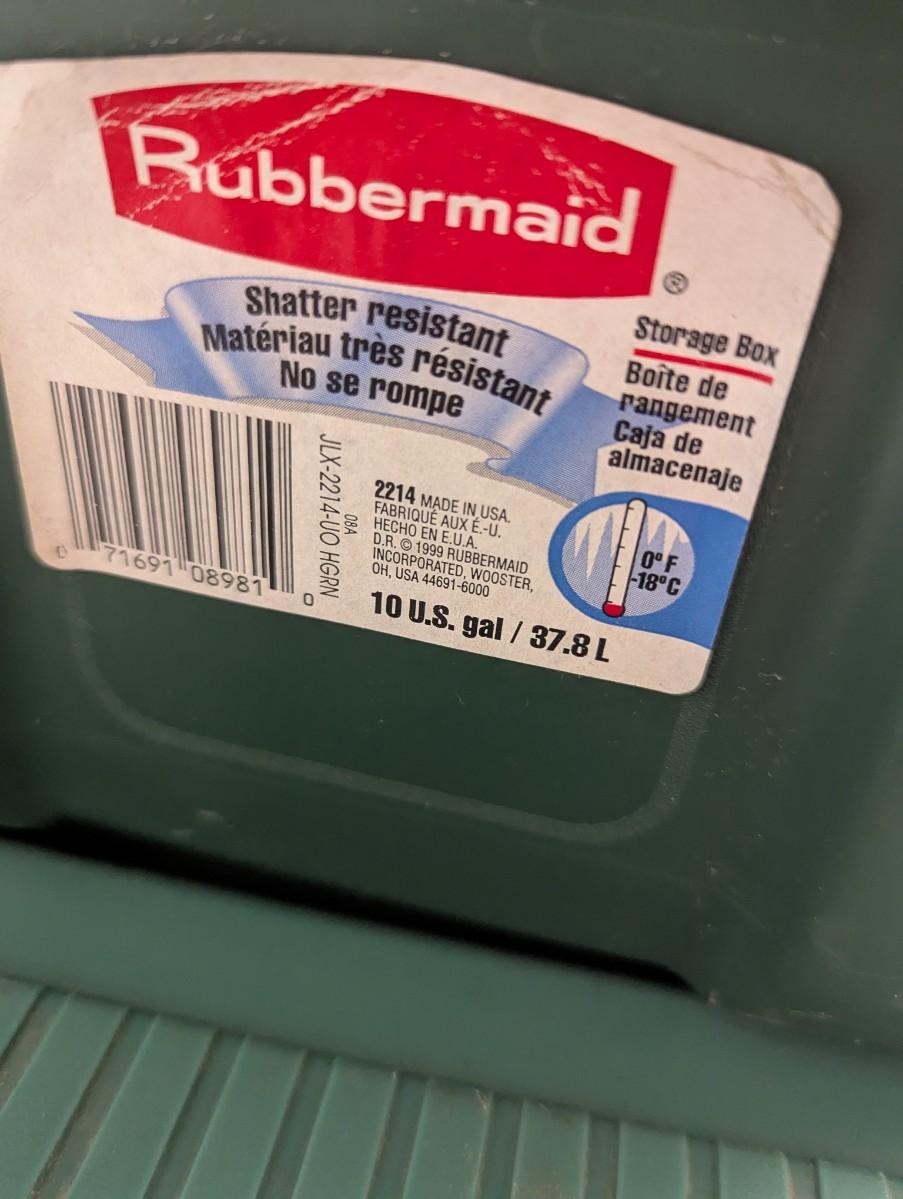 Rubbermaid
®
Shatter resistant
Matériau très résistant
No se rompe
Storage Box
Boîte de
rangement
Caja de
almacenaje
0 71691 08981 0
JLX-2214-U0 HGRN
08A
2214 MADE IN USA.
FABRIQUÉ AUX É.-U.
HECHO EN E.U.A.
D.R. © 1999 RUBBERMAID
INCORPORATED, WOOSTER,
OH, USA 44691-6000
10 U.S. gal / 37.8 L
0° F
-18°C